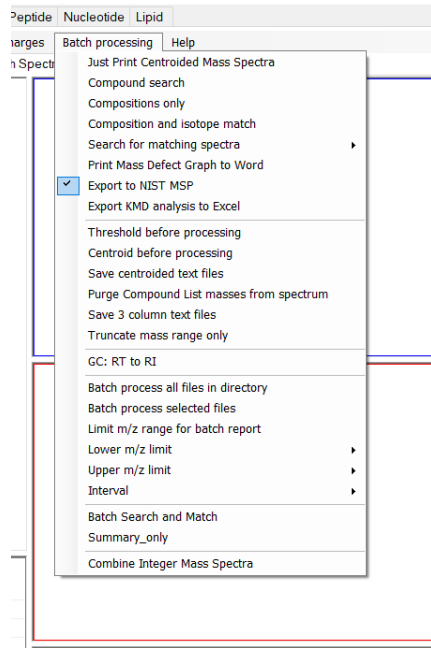 Peptide Nucleotide Lipid
harges Batch processing Help
h Spectr
Just Print Centroided Mass Spectra
Compound search
Compositions only
Composition and isotope match
Search for matching spectra
Print Mass Defect Graph to Word
Export to NIST MSP
Export KMD analysis to Excel
Threshold before processing
Centroid before processing
Save centroided text files
Purge Compound List masses from spectrum
Save 3 column text files
Truncate mass range only
GC: RT to RI
Batch process all files in directory
Batch process selected files
Limit m/z range for batch report
Lower m/z limit
Upper m/z limit
Interval
Batch Search and Match
Summary_only
Combine Integer Mass Spectra